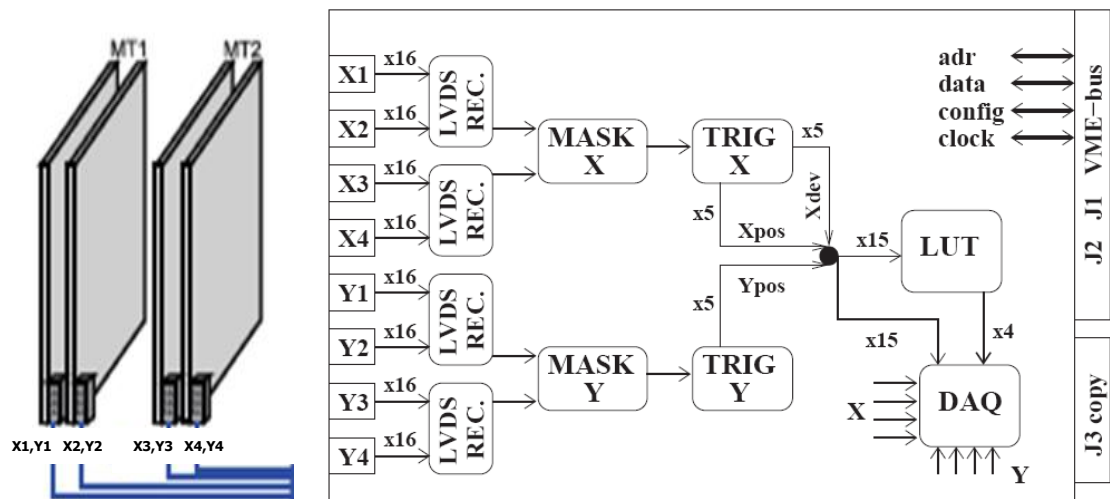 MT1
MT2
X1,Y1
X2,Y2
X3,Y3
X4,Y4
X1
x16
X2
x16
X3
x16
X4
x16
Y1
x16
Y2
x16
Y3
x16
Y4
x16
LVDS
REC.
LVDS
REC.
LVDS
REC.
LVDS
REC.
MASK
X
TRIG
X
x5
Xdev
x5
Xpos
MASK
Y
TRIG
Y
x5
Ypos
x15
LUT
x15
x4
X
DAQ
Y
adr
data
config
clock
J2 J1 VME-bus
J3 copy